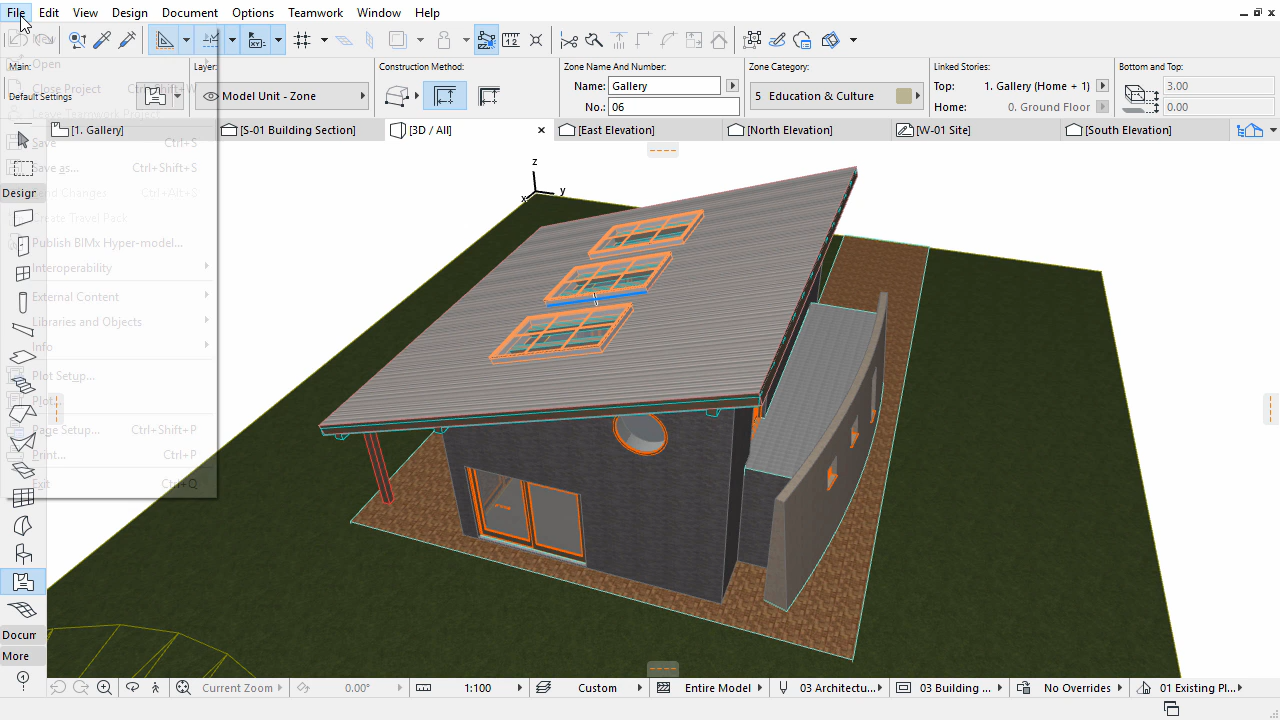 File Edit View Design Document Options Teamwork Window Help
Main:
Default Settings
Layer:
Model Unit - Zone
Construction Method:
Zone Name And Number:
Name: Gallery
No.: 06
Zone Category:
5 Education & Culture
Linked Stories:
Top: 1. Gallery (Home + 1)
Home: 0. Ground Floor
Bottom and Top:
3.00
0.00
[1. Gallery] [S-01 Building Section] [3D / All] [East Elevation] [North Elevation] [W-01 Site] [South Elevation]
Open
Close Project Ctrl+Shift+W
Leave Teamwork Project
Save Ctrl+S
Save as... Ctrl+Shift+S
Send Changes Ctrl+Alt+S
Create Travel Pack
Publish BIMx Hyper-model...
Interoperability
External Content
Libraries and Objects
Info
Plot Setup...
Plot...
Page Setup... Ctrl+Shift+P
Print... Ctrl+P
Exit Ctrl+Q
Design
Docum
More
z
x
y
Current Zoom 0.00° 1:100 Custom Entire Model 03 Architectu... 03 Building ... No Overrides 01 Existing Pl...